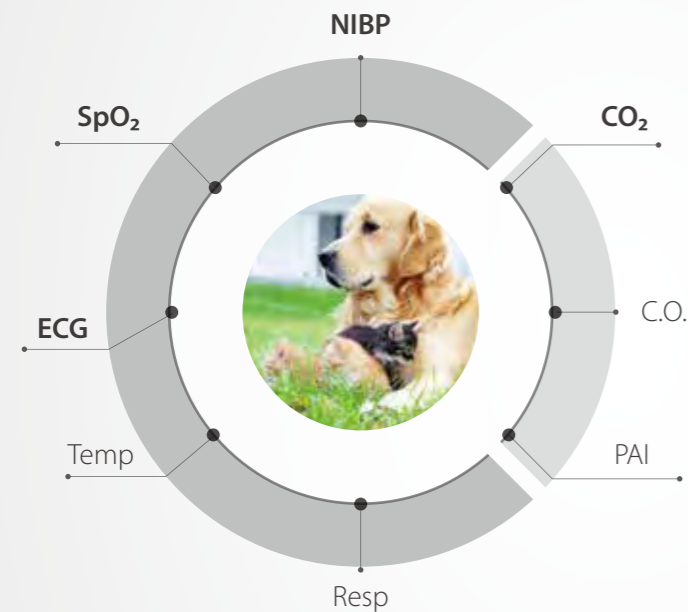 NIBP
SpO₂
CO₂
ECG
C.O.
Temp
PAI
Resp